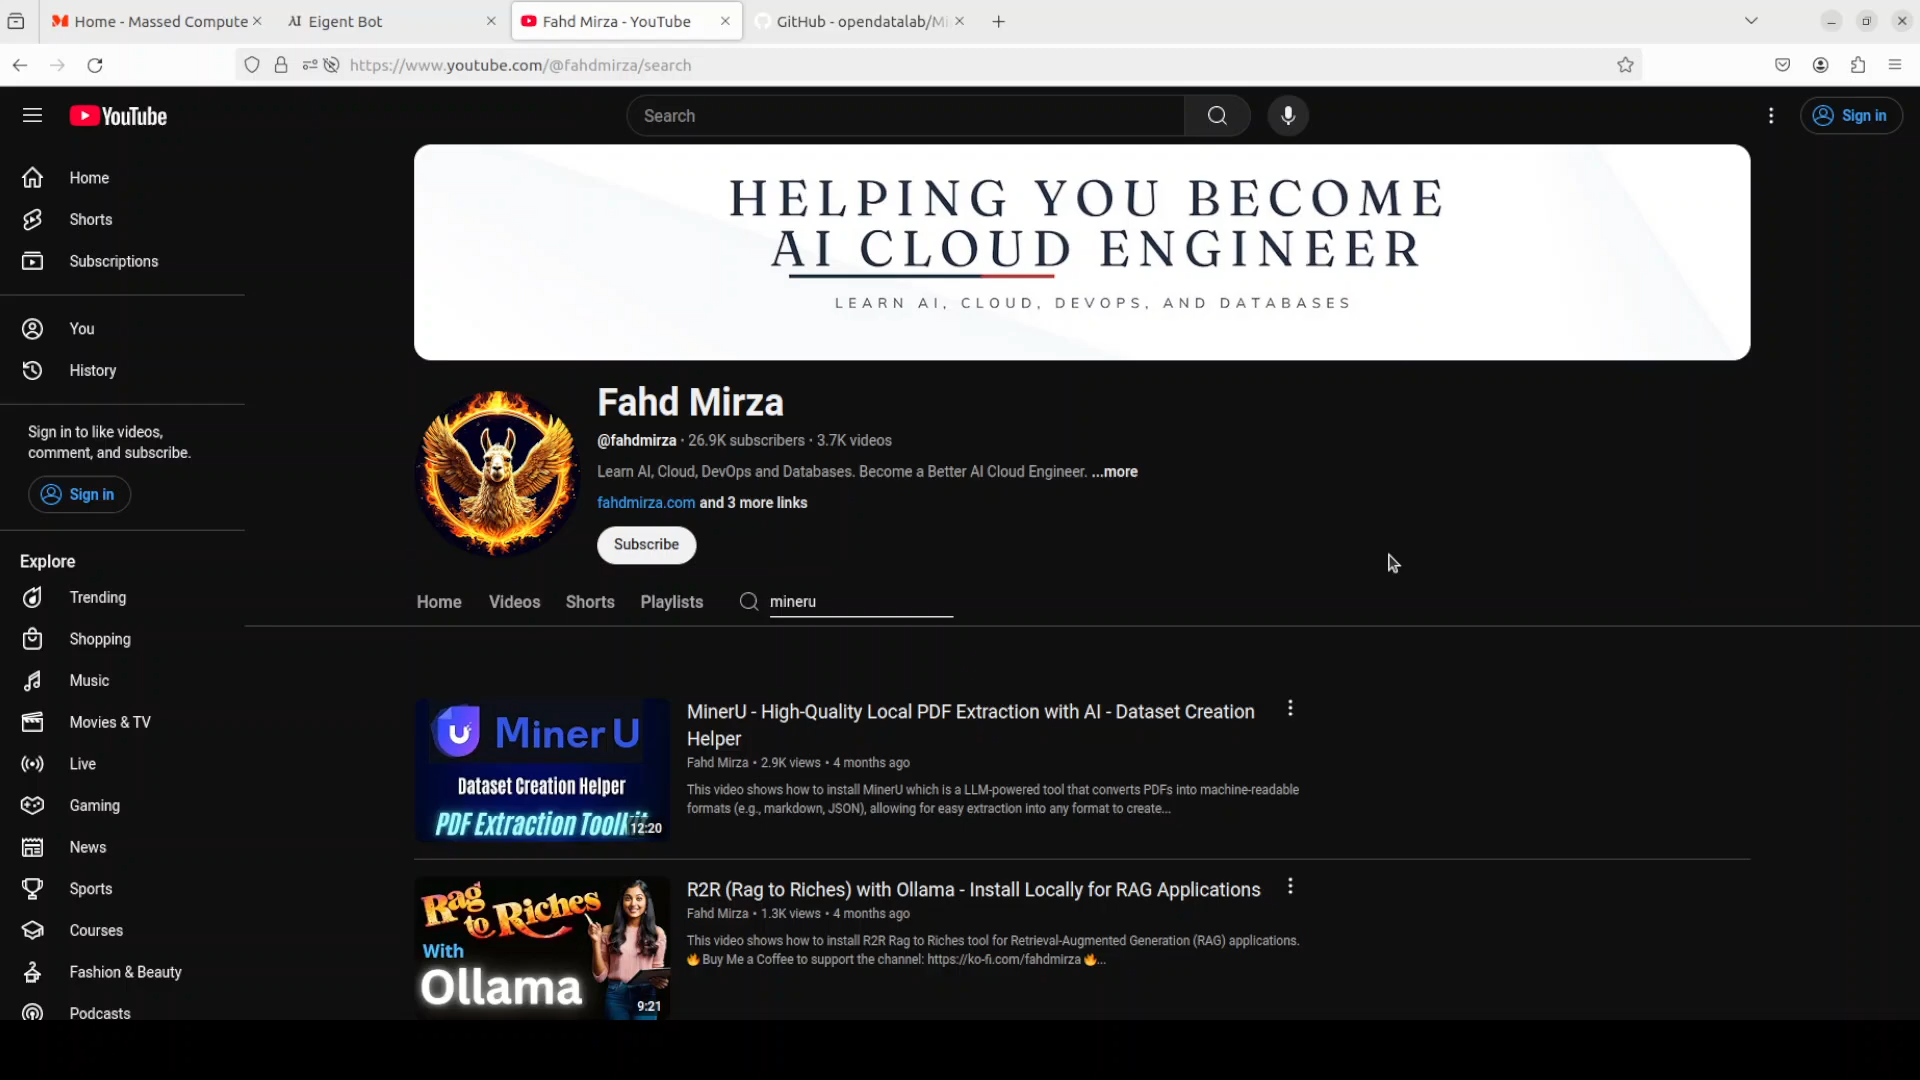 Home - Massed Compute
AI Eigent Bot
Fahd Mirza - YouTube
GitHub - opendatalab/Mi
https://www.youtube.com/@fahdmirza/search
YouTube
Search
Sign in
Home
Shorts
Subscriptions
You
History
Sign in to like videos,
comment, and subscribe.
Sign in
Explore
Trending
Shopping
Music
Movies & TV
Live
Gaming
News
Sports
Courses
Fashion & Beauty
Podcasts
HELPING YOU BECOME
AI CLOUD ENGINEER
LEARN AI, CLOUD, DEVOPS, AND DATABASES
Fahd Mirza
@fahdmirza · 26.9K subscribers · 3.7K videos
Learn AI, Cloud, DevOps and Databases. Become a Better AI Cloud Engineer. ...more
fahdmirza.com and 3 more links
Subscribe
Home
Videos
Shorts
Playlists
mineru
Miner U
Dataset Creation Helper
PDF Extraction Toolkit
12:20
MinerU - High-Quality Local PDF Extraction with AI - Dataset Creation
Helper
Fahd Mirza • 2.9K views • 4 months ago
This video shows how to install MinerU which is a LLM-powered tool that converts PDFs into machine-readable
formats (e.g., markdown, JSON), allowing for easy extraction into any format to create...
Rag to Riches
With
Ollama
9:21
R2R (Rag to Riches) with Ollama - Install Locally for RAG Applications
Fahd Mirza • 1.3K views • 4 months ago
This video shows how to install R2R Rag to Riches tool for Retrieval-Augmented Generation (RAG) applications.
🔥Buy Me a Coffee to support the channel: https://ko-fi.com/fahdmirza 🔥...